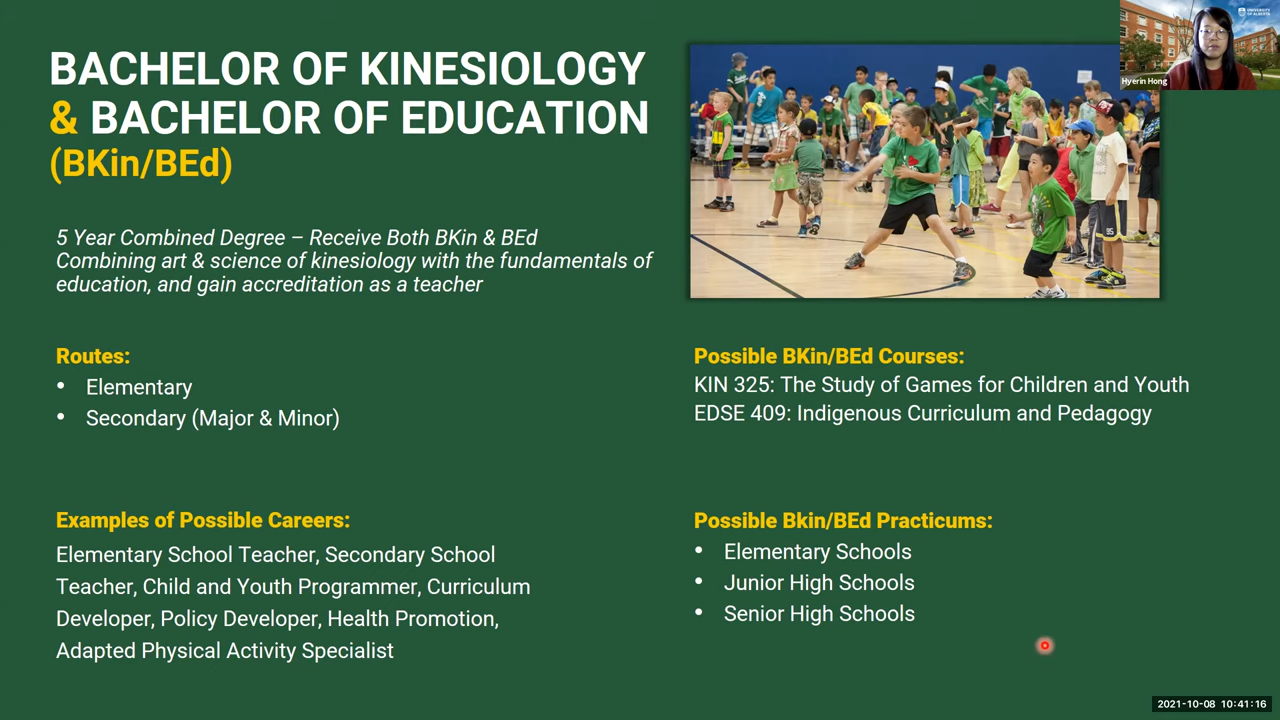 BACHELOR OF KINESIOLOGY
& BACHELOR OF EDUCATION
(BKin/BEd)
5 Year Combined Degree – Receive Both BKin & BEd
Combining art & science of kinesiology with the fundamentals of
education, and gain accreditation as a teacher
Routes:
• Elementary
• Secondary (Major & Minor)
Examples of Possible Careers:
Elementary School Teacher, Secondary School
Teacher, Child and Youth Programmer, Curriculum
Developer, Policy Developer, Health Promotion,
Adapted Physical Activity Specialist
UNIVERSITY
OF ALBERTA
Hyerin Hong
95
Possible BKin/BEd Courses:
KIN 325: The Study of Games for Children and Youth
EDSE 409: Indigenous Curriculum and Pedagogy
Possible Bkin/BEd Practicums:
• Elementary Schools
• Junior High Schools
• Senior High Schools
2021-10-08 10:41:16